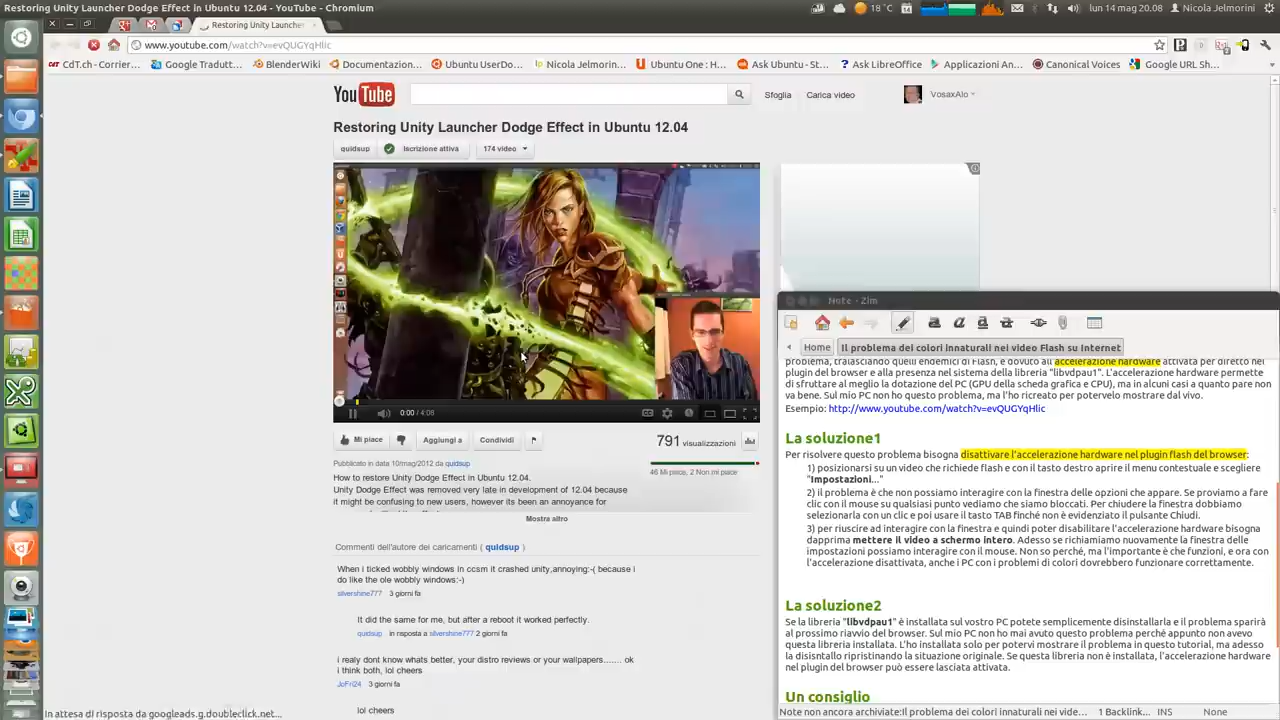 Restoring Unity Launcher Dodge Effect in Ubuntu 12.04 - YouTube - Chromium
18 °C
lun 14 mag 20.08
Nicola Jelmorini
Restoring Unity Launcher
www.youtube.com/watch?v=evQUGYqHlic
CdT.ch - Corrier...
Google Tradutt...
BlenderWiki
Documentazion...
Ubuntu UserDo...
Nicola Jelmorin...
Ubuntu One : H...
Ask Ubuntu - St...
Ask LibreOffice
Applicazioni An...
Canonical Voices
Google URL Sh...
YouTube
Sfoglia
Carica video
VosaxAlo
Restoring Unity Launcher Dodge Effect in Ubuntu 12.04
quidsup
Iscrizione attiva
174 video
0:00 / 4:08
Mi piace
Aggiungi a
Condividi
791 visualizzazioni
Pubblicato in data 10/mag/2012 da quidsup
46 Mi piace, 2 Non mi piace
How to restore Unity Dodge Effect in Ubuntu 12.04.
Unity Dodge Effect was removed very late in development of 12.04 because
it might be confusing to new users, however its been an annoyance for
Mostra altro
Commenti dell'autore dei caricamenti ( quidsup )
When i ticked wobbly windows in ccsm it crashed unity,annoying:-( because i
do like the ole wobbly windows:-)
silvershine777 3 giorni fa
It did the same for me, but after a reboot it worked perfectly.
quidsup in risposta a silvershine777 2 giorni fa
i realy dont know whats better, your distro reviews or your wallpapers....... ok
i think both, lol cheers
JoFri24 3 giorni fa
lol cheers
In attesa di risposta da googleads.g.doubleclick.net...
Note - Zim
Home
Il problema dei colori innaturali nei video Flash su Internet
problema, tralasciando quelli endemici di Flash, è dovuto all'accelerazione hardware attivata per diretto nel
plugin del browser e alla presenza nel sistema della libreria "libvdpau1". L'accelerazione hardware permette
di sfruttare al meglio la dotazione del PC (GPU della scheda grafica e CPU), ma in alcuni casi a quanto pare non
va bene. Sul mio PC non ho questo problema, ma l'ho ricreato per potervelo mostrare dal vivo.
Esempio: http://www.youtube.com/watch?v=evQUGYqHlic
La soluzione1
Per risolvere questo problema bisogna disattivare l'accelerazione hardware nel plugin flash del browser:
1) posizionarsi su un video che richiede flash e con il tasto destro aprire il menu contestuale e scegliere
"Impostazioni..."
2) il problema è che non possiamo interagire con la finestra delle opzioni che appare. Se proviamo a fare
clic con il mouse su qualsiasi punto vediamo che siamo bloccati. Per chiudere la finestra dobbiamo
selezionarla con un clic e poi usare il tasto TAB finché non è evidenziato il pulsante Chiudi.
3) per riuscire ad interagire con la finestra e quindi poter disabilitare l'accelerazione hardware bisogna
dapprima mettere il video a schermo intero. Adesso se richiamiamo nuovamente la finestra delle
impostazioni possiamo interagire con il mouse. Non so perché, ma l'importante è che funzioni, e ora con
l'accelerazione disattivata, anche i PC con i problemi di colori dovrebbero funzionare correttamente.
La soluzione2
Se la libreria "libvdpau1" è installata sul vostro PC potete semplicemente disinstallarla e il problema sparirà
al prossimo riavvio del browser. Sul mio PC non ho mai avuto questo problema perché appunto non avevo
questa libreria installata. L'ho installata solo per potervi mostrare il problema in questo tutorial, ma adesso
la disisntallo ripristinando la situazione originale. Se questa libreria non è installata, l'accelerazione hardware
nel plugin del browser può essere lasciata attivata.
Un consiglio
Note non ancora archiviate:Il problema dei colori innaturali nei vide...
1 Backlink...
INS
None